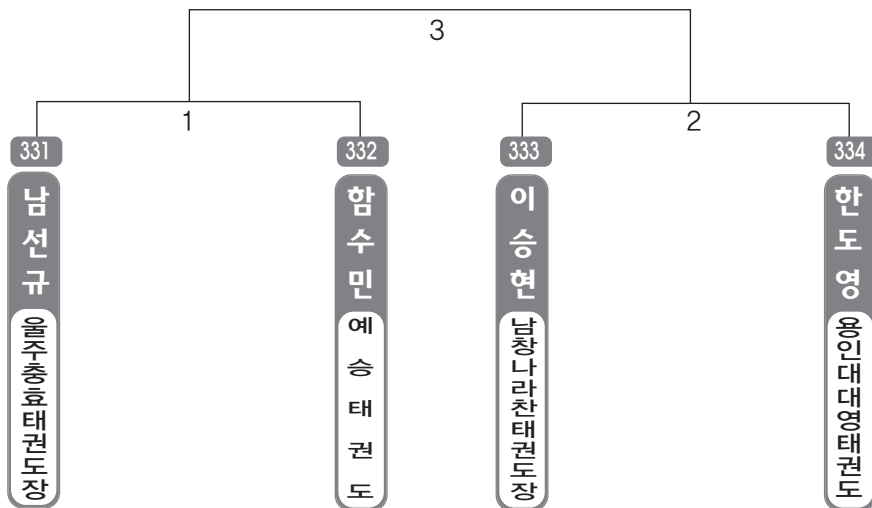 3
1
2
331
332
333
334
남선규
함수민
이승현
한도영
울주충효태권도장
예승태권도
남창나라찬태권도장
용인대대영태권도